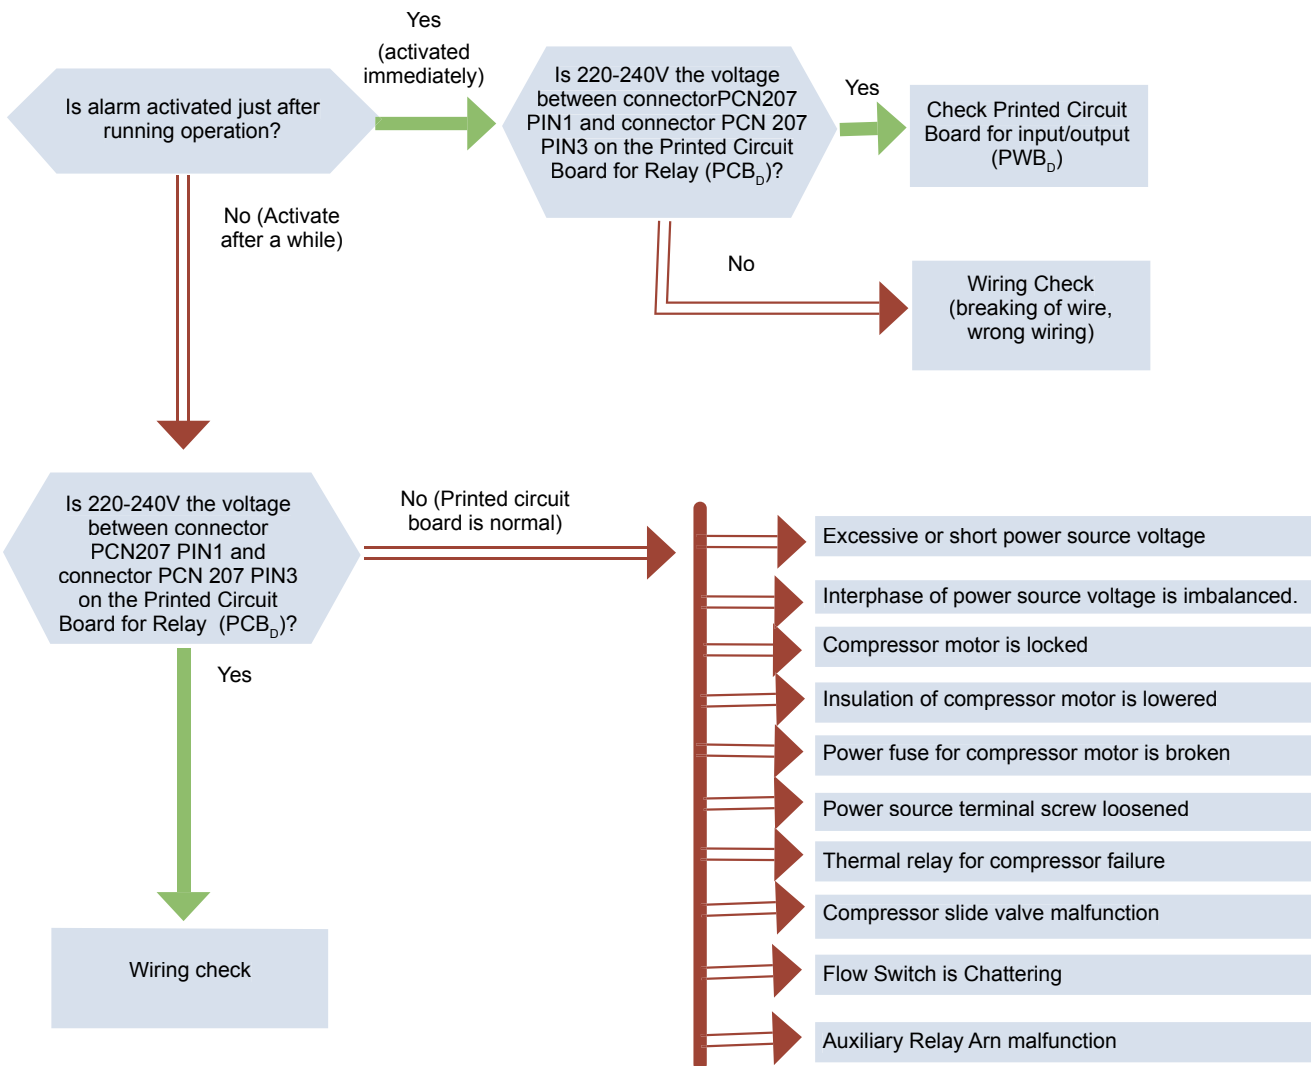 Yes
(activated
immediately)
Is alarm activated just after
running operation?
Is 220-240V the voltage
between connectorPCN207
PIN1 and connector PCN 207
PIN3 on the Printed Circuit
Board for Relay (PCBD)?
Yes
Check Printed Circuit
Board for input/output
(PWBD)
No (Activate
after a while)
No
Wiring Check
(breaking of wire,
wrong wiring)
Is 220-240V the voltage
between connector
PCN207 PIN1 and
connector PCN 207 PIN3
on the Printed Circuit
Board for Relay (PCBD)?
No (Printed circuit
board is normal)
Yes
Wiring check
Excessive or short power source voltage
Interphase of power source voltage is imbalanced.
Compressor motor is locked
Insulation of compressor motor is lowered
Power fuse for compressor motor is broken
Power source terminal screw loosened
Thermal relay for compressor failure
Compressor slide valve malfunction
Flow Switch is Chattering
Auxiliary Relay Arn malfunction